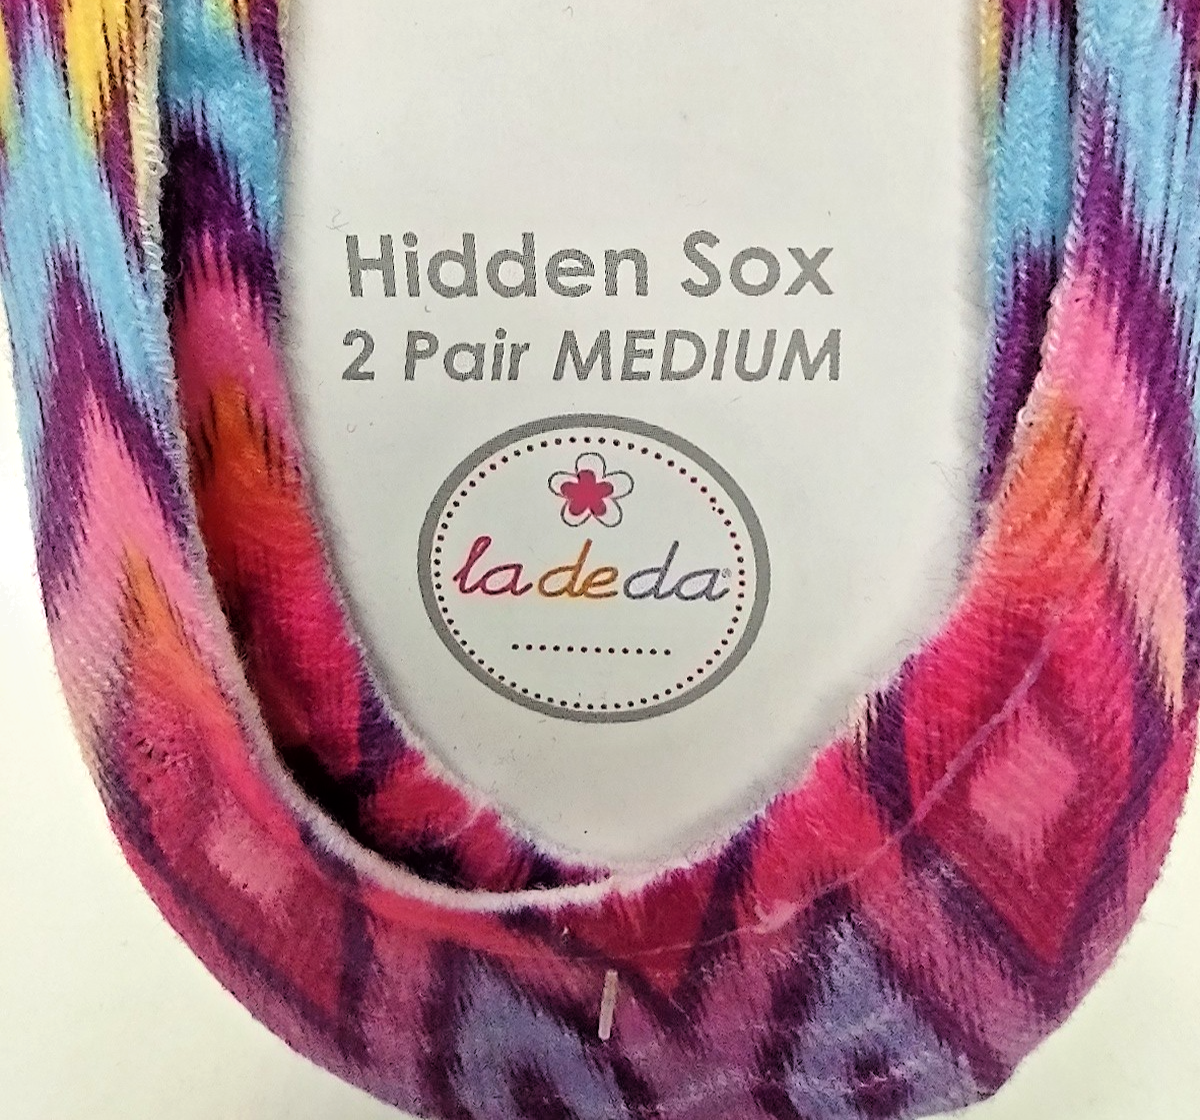 Hidden Sox
2 Pair MEDIUM
ladeda®